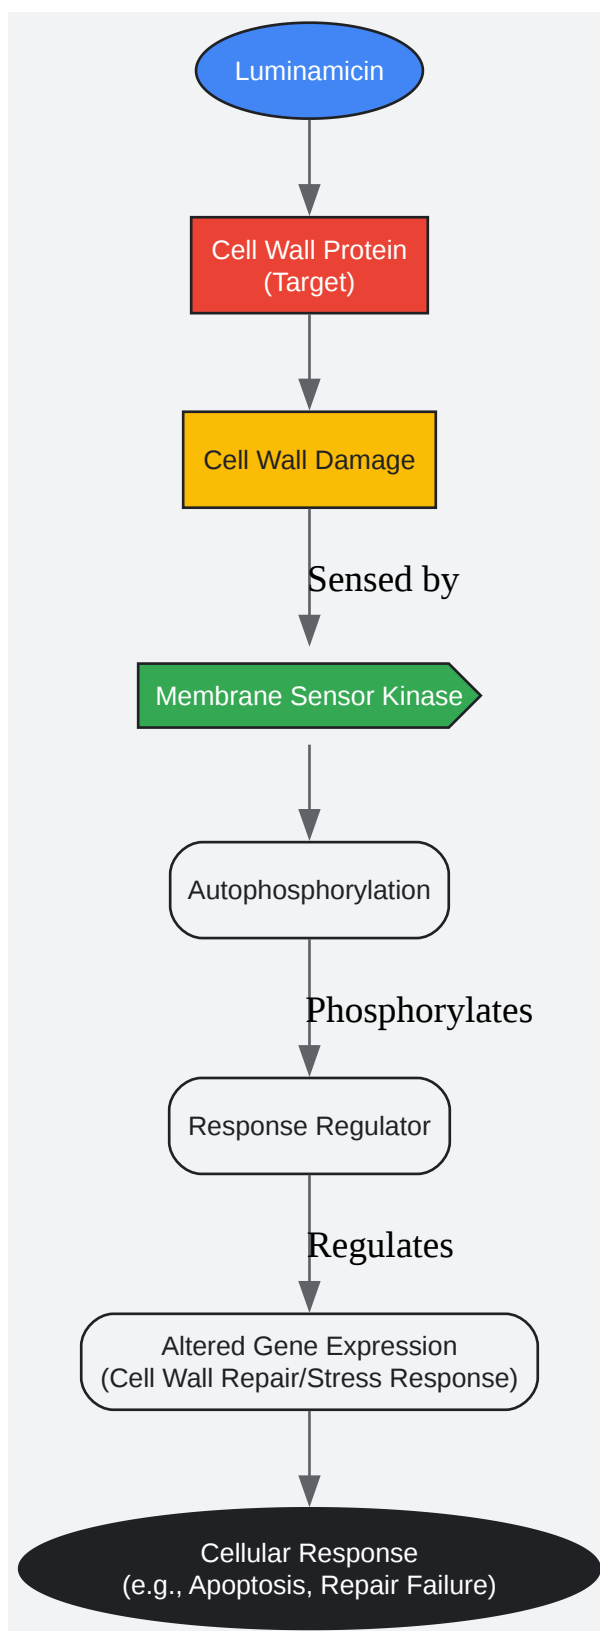 Luminamicin
Cell Wall Protein
(Target)
Cell Wall Damage
Sensed by
Membrane Sensor Kinase
Autophosphorylation
Phosphorylates
Response Regulator
Regulates
Altered Gene Expression
(Cell Wall Repair/Stress Response)
Cellular Response
(e.g., Apoptosis, Repair Failure)